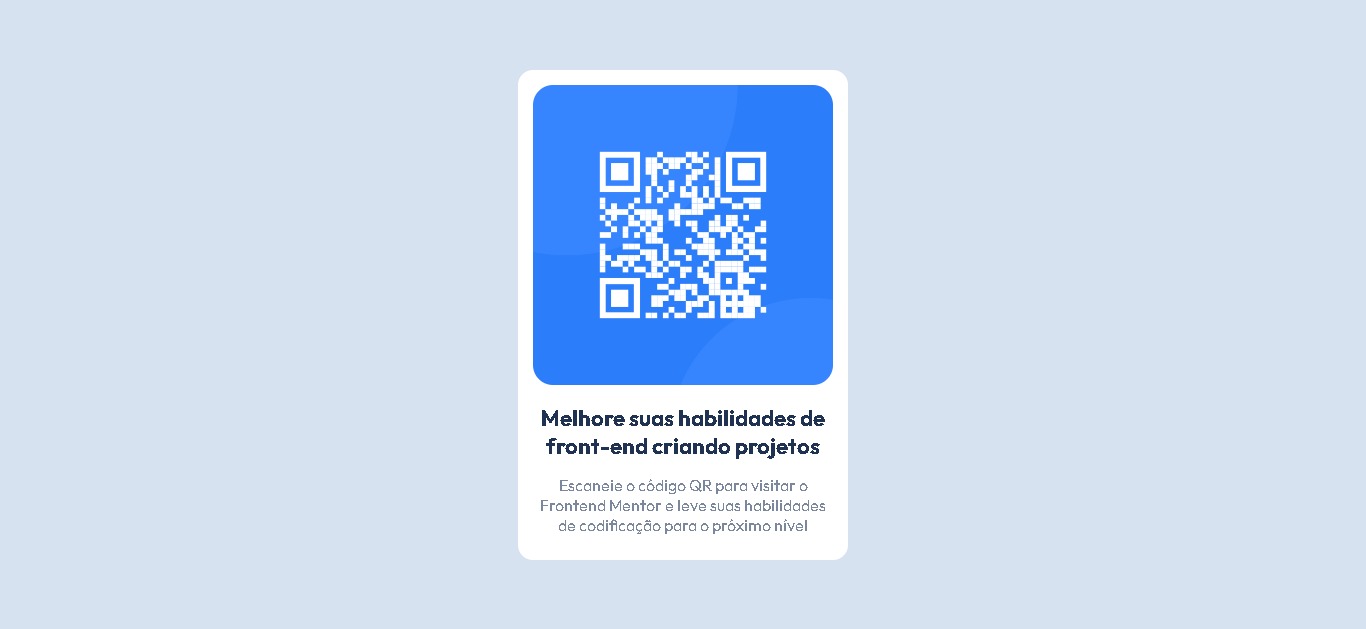 Melhore suas habilidades de
front-end criando projetos
Escaneie o código QR para visitar o
Frontend Mentor e leve suas habilidades
de codificação para o próximo nível